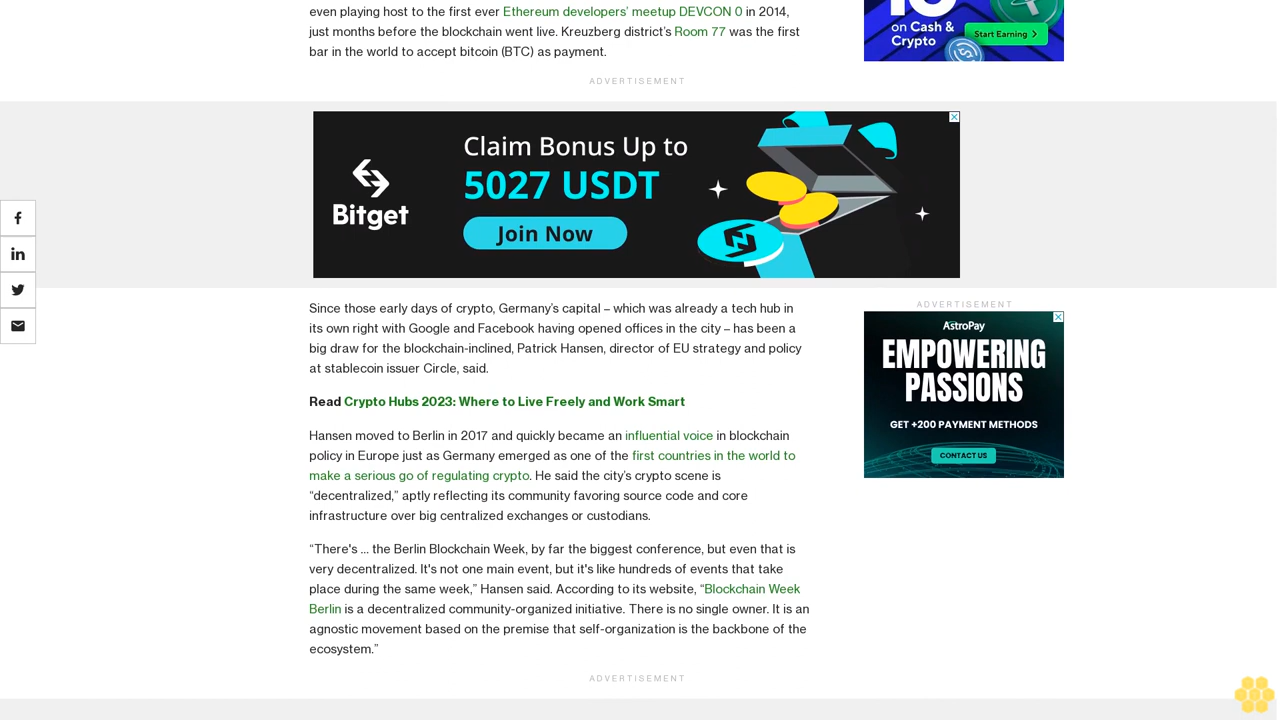 even playing host to the first ever Ethereum developers’ meetup DEVCON 0 in 2014,
just months before the blockchain went live. Kreuzberg district’s Room 77 was the first
bar in the world to accept bitcoin (BTC) as payment.
on Cash &
Crypto
Start Earning
ADVERTISEMENT
Bitget
Claim Bonus Up to
5027 USDT
Join Now
Since those early days of crypto, Germany’s capital – which was already a tech hub in
its own right with Google and Facebook having opened offices in the city – has been a
big draw for the blockchain-inclined, Patrick Hansen, director of EU strategy and policy
at stablecoin issuer Circle, said.
Read Crypto Hubs 2023: Where to Live Freely and Work Smart
Hansen moved to Berlin in 2017 and quickly became an influential voice in blockchain
policy in Europe just as Germany emerged as one of the first countries in the world to
make a serious go of regulating crypto. He said the city’s crypto scene is
“decentralized,” aptly reflecting its community favoring source code and core
infrastructure over big centralized exchanges or custodians.
“There's ... the Berlin Blockchain Week, by far the biggest conference, but even that is
very decentralized. It's not one main event, but it's like hundreds of events that take
place during the same week,” Hansen said. According to its website, “Blockchain Week
Berlin is a decentralized community-organized initiative. There is no single owner. It is an
agnostic movement based on the premise that self-organization is the backbone of the
ecosystem.”
ADVERTISEMENT
ADVERTISEMENT
AstroPay
EMPOWERING
PASSIONS
GET +200 PAYMENT METHODS
CONTACT US